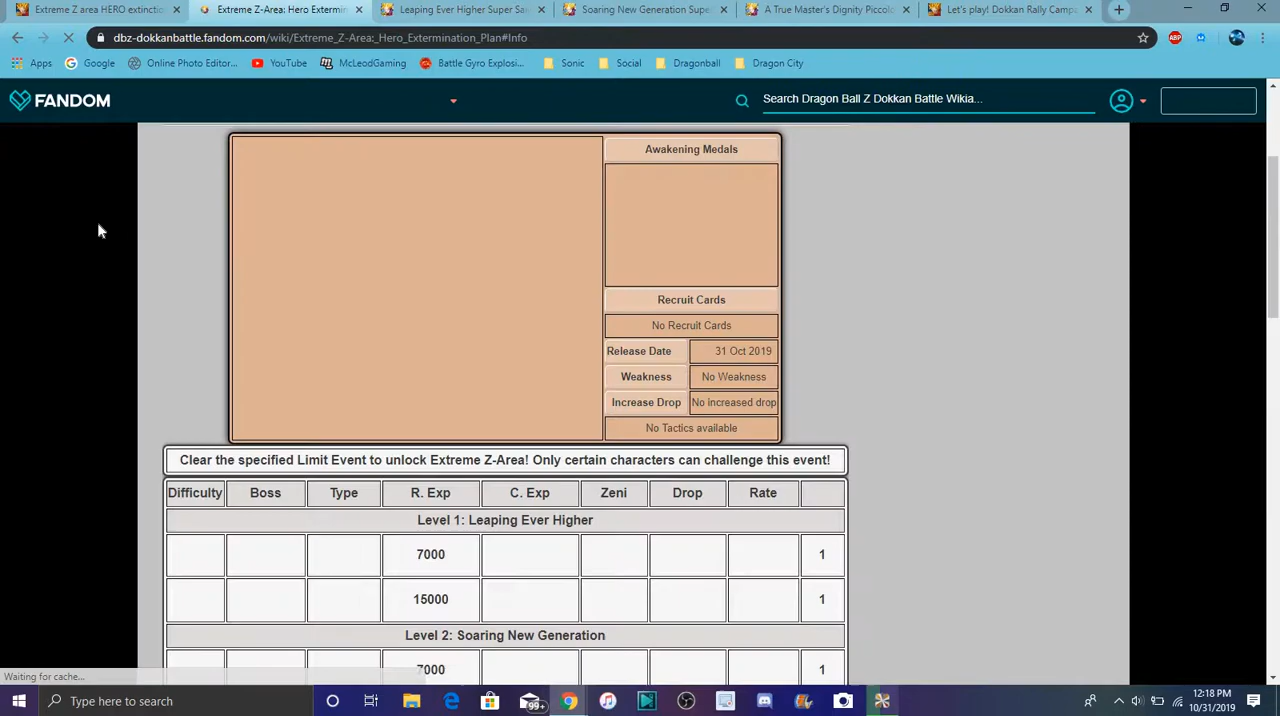 Extreme Z area HERO extinction
Extreme Z-Area: Hero Extermin
Leaping Ever Higher Super Sa
Soaring New Generation Supe
A True Master's Dignity Piccolo
Let's play! Dokkan Rally Campa
dbz-dokkanbattle.fandom.com/wiki/Extreme_Z-Area:_Hero_Extermination_Plan#Info
ABP
Apps
Google
Online Photo Editor...
YouTube
McLeodGaming
Battle Gyro Explosi...
Sonic
Social
Dragonball
Dragon City
FANDOM
Search Dragon Ball Z Dokkan Battle Wikia...
Awakening Medals
Recruit Cards
No Recruit Cards
Release Date 31 Oct 2019
Weakness No Weakness
Increase Drop No increased drop
No Tactics available
Clear the specified Limit Event to unlock Extreme Z-Area! Only certain characters can challenge this event!
Difficulty Boss Type R. Exp C. Exp Zeni Drop Rate
Level 1: Leaping Ever Higher
7000 1
15000 1
Level 2: Soaring New Generation
7000 1
Waiting for cache...
Type here to search
99+
12:18 PM
10/31/2019